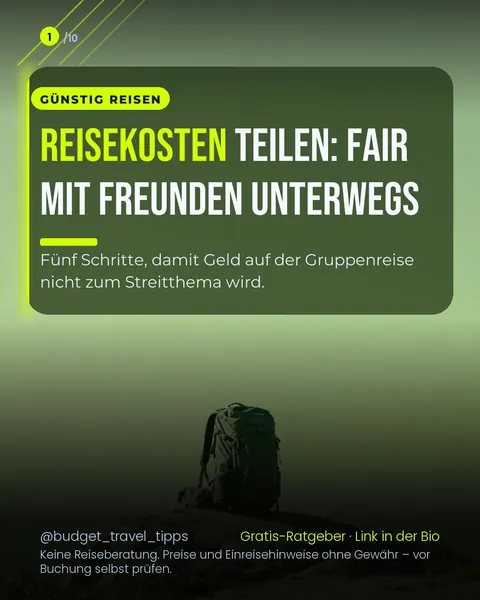 1 /10
GÜNSTIG REISEN
REISEKOSTEN TEILEN: FAIR
MIT FREUNDEN UNTERWEGS
Fünf Schritte, damit Geld auf der Gruppenreise
nicht zum Streitthema wird.
@budget_travel_tipps Gratis-Ratgeber · Link in der Bio
Keine Reiseberatung. Preise und Einreisehinweise ohne Gewähr – vor
Buchung selbst prüfen.